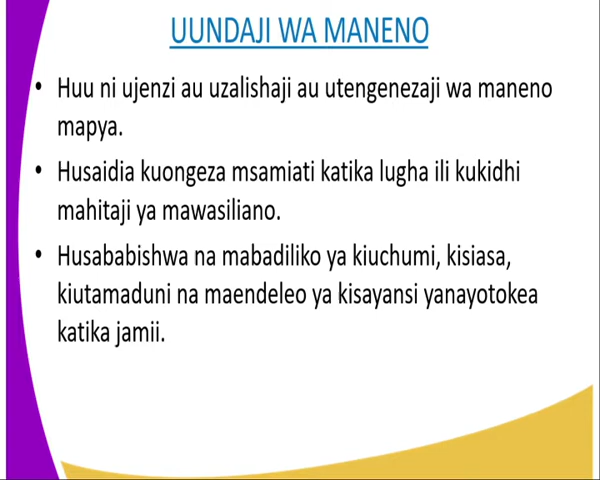 UUNDAJI WA MANENO
• Huu ni ujenzi au uzalishaji au utengenezaji wa maneno
mapya.
• Husaidia kuongeza msamiati katika lugha ili kukidhi
mahitaji ya mawasiliano.
• Husababishwa na mabadiliko ya kiuchumi, kisiasa,
kiutamaduni na maendeleo ya kisayansi yanayotokea
katika jamii.